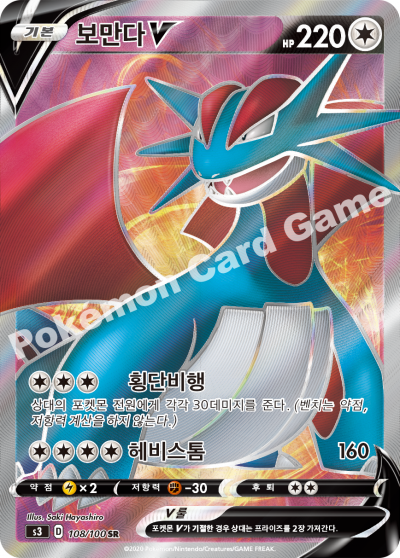 기본 보만다V HP 220
Pokémon Card Game
횡단비행
상대의 포켓몬 전원에게 각각 30데미지를 준다. (벤치는 약점,
저항력 계산을 하지 않는다.)
헤비스톰 160
약점 ×2 저항력 -30 후퇴
Illus. Saki Hayashiro
s3 D 108/100 SR
V룰
포켓몬 V가 기절한 경우 상대는 프라이즈를 2장 가져간다.
©2020 Pokémon/Nintendo/Creatures/GAME FREAK.